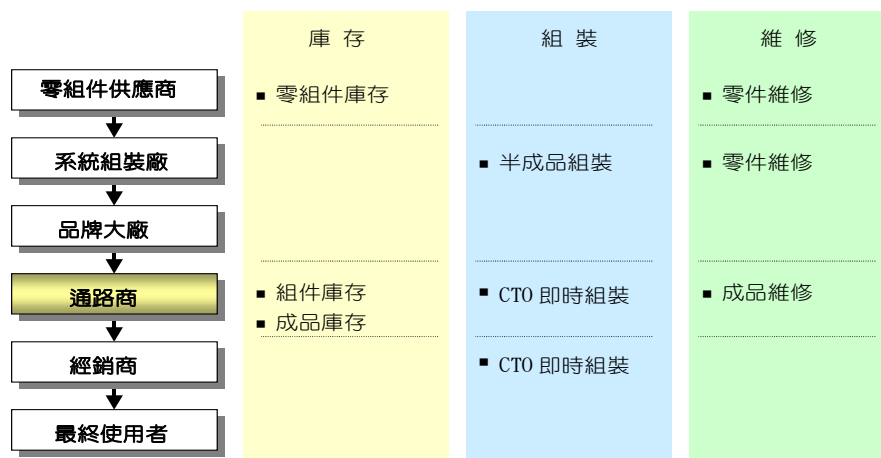 庫 存
組 裝
維 修
零組件供應商
■ 零組件庫存
■ 零件維修
系統組裝廠
■ 半成品組裝
■ 零件維修
品牌大廠
通路商
■ 組件庫存
■ 成品庫存
■ CTO 即時組裝
■ 成品維修
經銷商
■ CTO 即時組裝
最終使用者